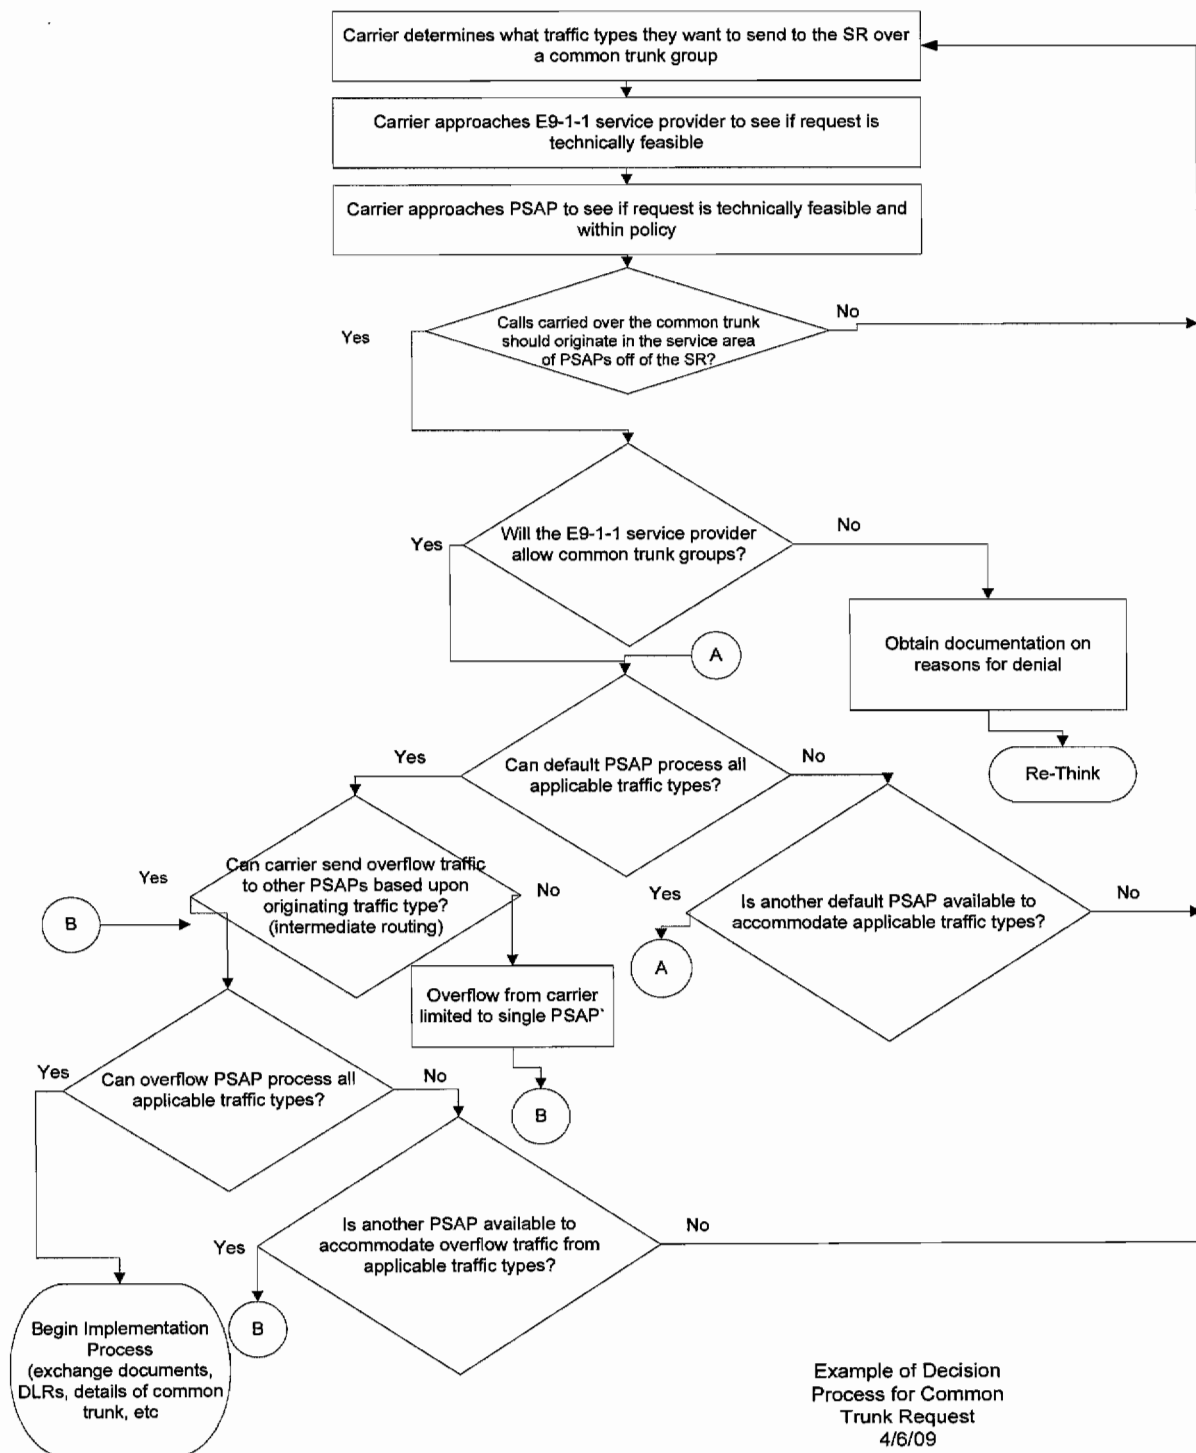 Carrier determines what traffic types they want to send to the SR over
a common trunk group
Carrier approaches E9-1-1 service provider to see if request is
technically feasible
Carrier approaches PSAP to see if request is technically feasible and
within policy
Yes
Calls carried over the common trunk
should originate in the service area
of PSAPs off of the SR?
No
Yes
Will the E9-1-1 service provider
allow common trunk groups?
No
A
Obtain documentation on
reasons for denial
Re-Think
Yes
Can default PSAP process all
applicable traffic types?
No
Yes
Can carrier send overflow traffic
to other PSAPs based upon
originating traffic type?
(intermediate routing)
No
B
Yes
Is another default PSAP available to
accommodate applicable traffic types?
No
A
Overflow from carrier
limited to single PSAP*
B
Yes
Can overflow PSAP process all
applicable traffic types?
No
Yes
Is another PSAP available to
accommodate overflow traffic from
applicable traffic types?
No
B
Begin Implementation
Process
(exchange documents,
DLRs, details of common
trunk, etc
Example of Decision
Process for Common
Trunk Request
4/6/09